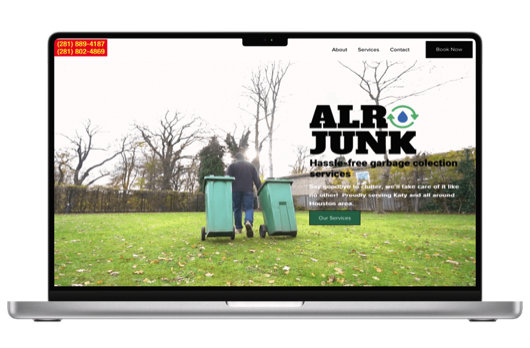 (281) 889-4187
(281) 802-4869
About Services Contact Book Now
ALR
JUNK
Hassle-free garbage colection
services
Say goodbye to clutter, we'll take care of it like
no other! Proudly serving Katy and all around
Houston area.
Our Services